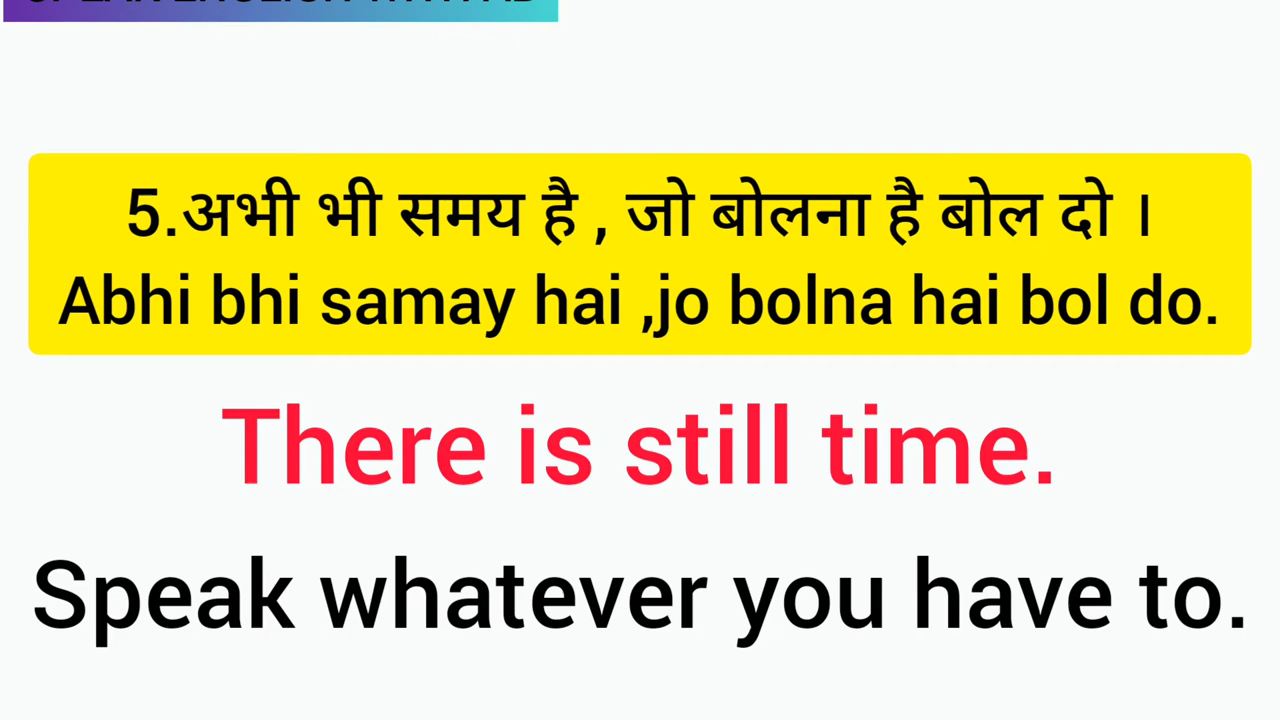 5.अभी भी समय है , जो बोलना है बोल दो ।
Abhi bhi samay hai ,jo bolna hai bol do.
There is still time.
Speak whatever you have to.